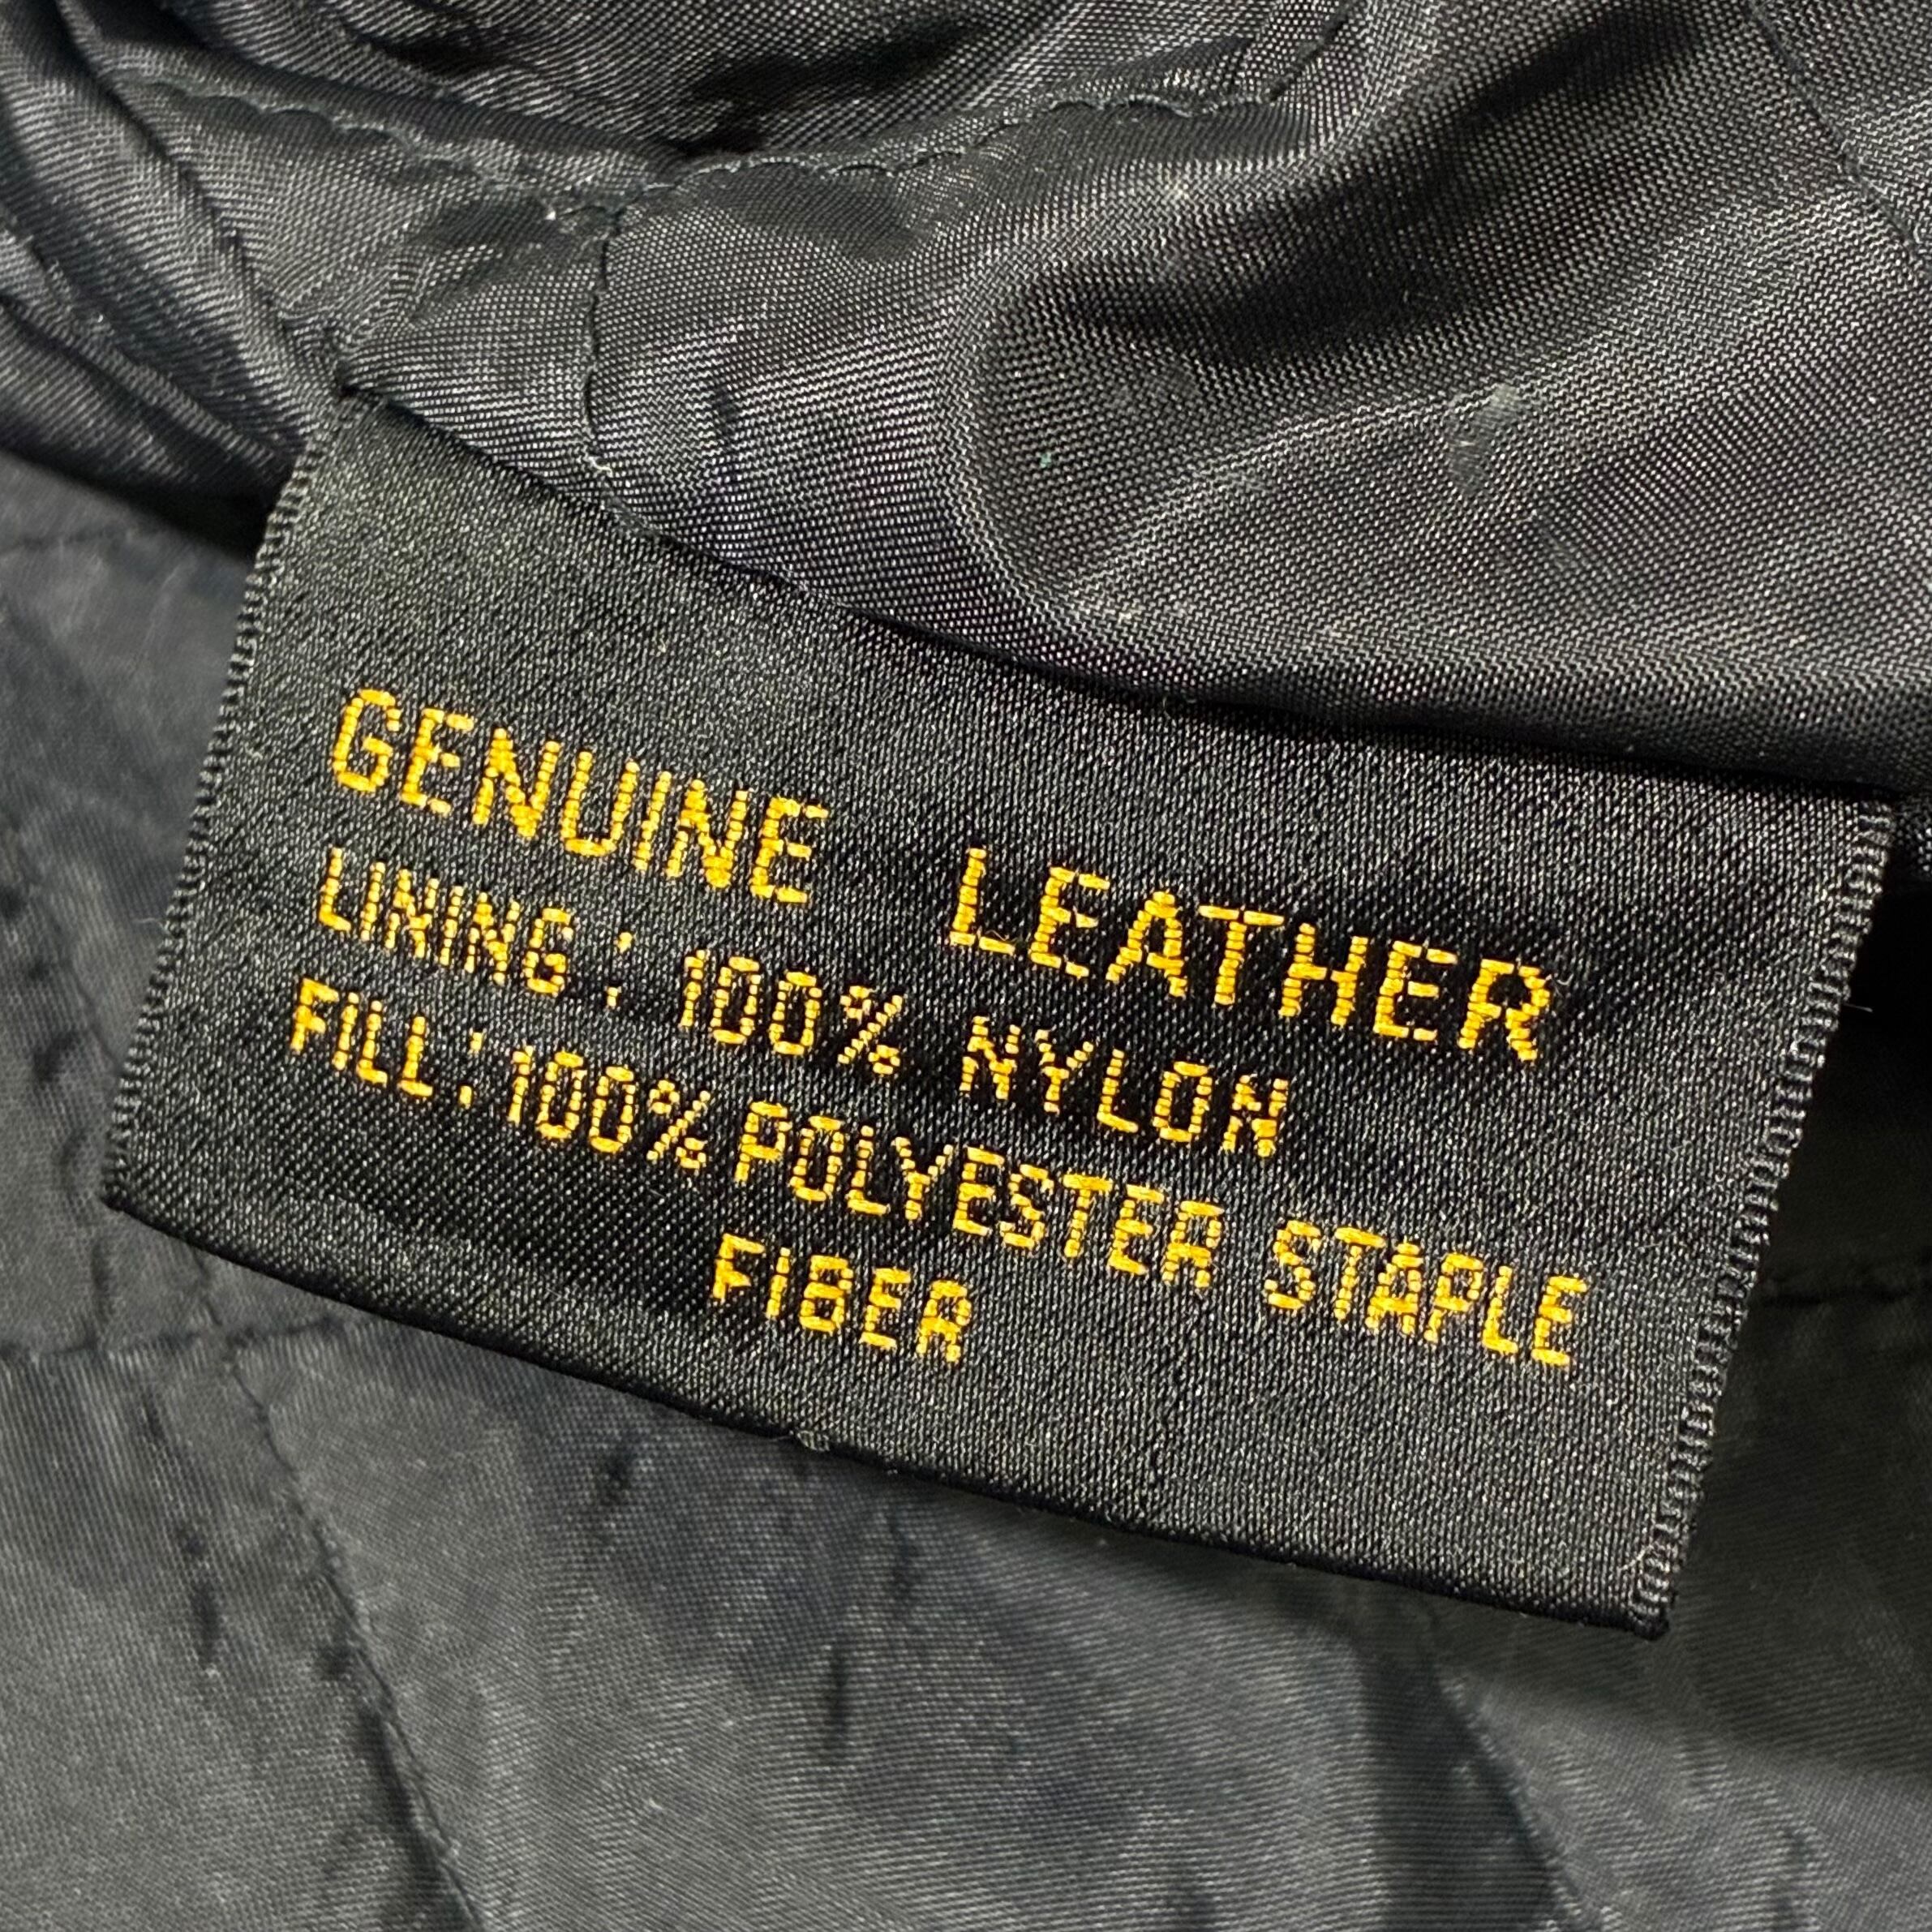 GENUINE LEATHER
LINING : 100% NYLON
FILL: 100% POLYESTER STAPLE
FIBER